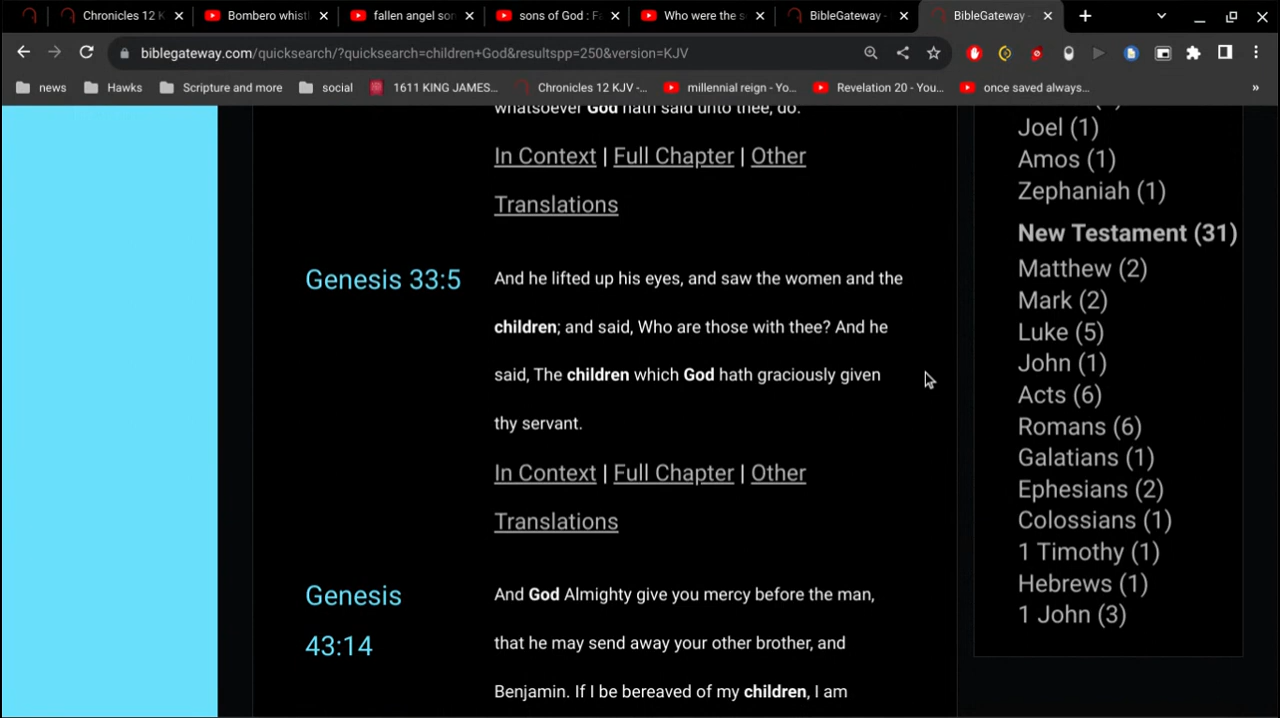 Chronicles 12 K
Bombero whist
fallen angel son
sons of God : Fa
Who were the s
BibleGateway -
BibleGateway -
biblegateway.com/quicksearch/?quicksearch=children+God&resultspp=250&version=KJV
news
Hawks
Scripture and more
social
1611 KING JAMES...
Chronicles 12 KJV -...
millennial reign - Yo...
Revelation 20 - You...
once saved always...
»
whatsoever God hath said unto thee, do.
In Context | Full Chapter | Other
Translations
Genesis 33:5
And he lifted up his eyes, and saw the women and the
children; and said, Who are those with thee? And he
said, The children which God hath graciously given
thy servant.
In Context | Full Chapter | Other
Translations
Genesis
43:14
And God Almighty give you mercy before the man,
that he may send away your other brother, and
Benjamin. If I be bereaved of my children, I am
Joel (1)
Amos (1)
Zephaniah (1)
New Testament (31)
Matthew (2)
Mark (2)
Luke (5)
John (1)
Acts (6)
Romans (6)
Galatians (1)
Ephesians (2)
Colossians (1)
1 Timothy (1)
Hebrews (1)
1 John (3)